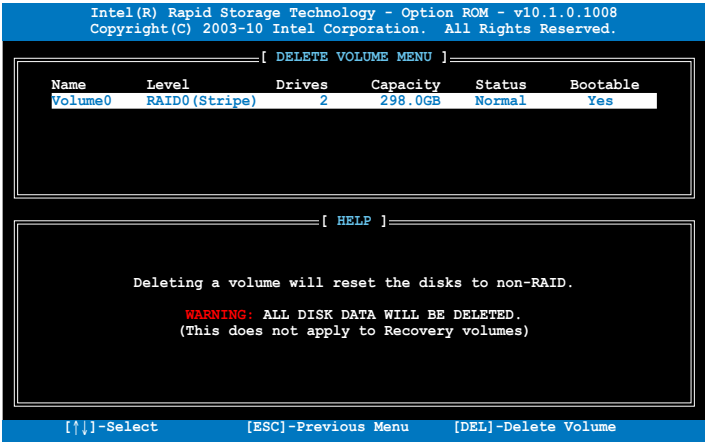 Intel(R) Rapid Storage Technology - Option ROM - v10.1.0.1008
Copyright(C) 2003-10 Intel Corporation. All Rights Reserved.
[ DELETE VOLUME MENU ]
Name Level Drives Capacity Status Bootable
Volume0 RAID0(Stripe) 2 298.0GB Normal Yes
[ HELP ]
Deleting a volume will reset the disks to non-RAID.
WARNING: ALL DISK DATA WILL BE DELETED.
(This does not apply to Recovery volumes)
[↑↓]-Select [ESC]-Previous Menu [DEL]-Delete Volume